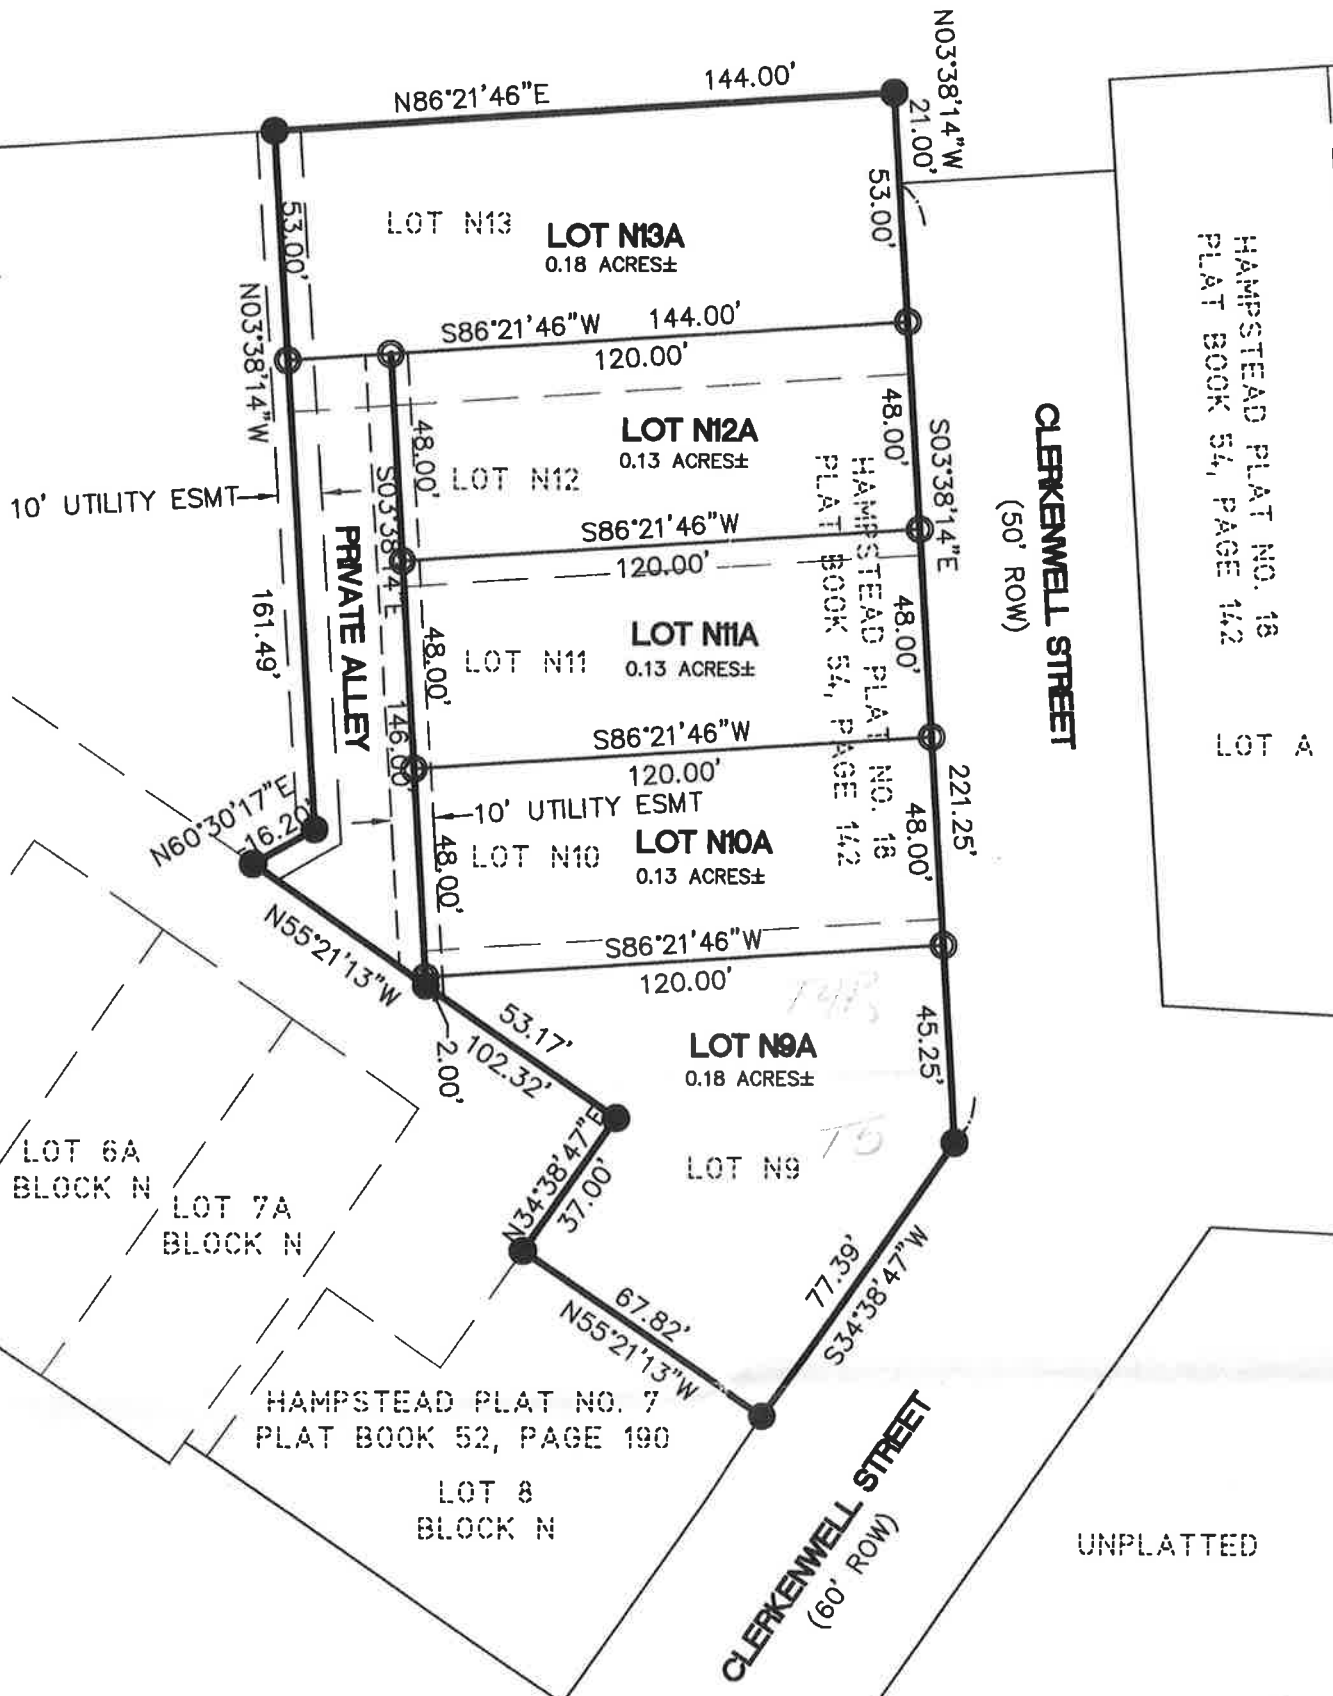 N03°38'14"W
21.00'
N86°21'46"E
144.00'
53.00'
53.00'
LOT N13
LOT N13A
0.18 ACRES±
HAMPSTEAD PLAT NO. 18
PLAT BOOK 54, PAGE 142
LOT A
N03°38'14"W
S86°21'46"W
144.00'
120.00'
48.00'
48.00'
LOT N12A
0.13 ACRES±
LOT N12
S03°38'14"E
S03°38'14"E
CLERKENWELL STREET
(50' ROW)
10' UTILITY ESMT
PRIVATE ALLEY
HAMPSTEAD PLAT NO. 18
PLAT BOOK 54, PAGE 142
S86°21'46"W
120.00'
161.49'
48.00'
48.00'
LOT N11A
0.13 ACRES±
LOT N11
146.00'
S86°21'46"W
120.00'
221.25'
10' UTILITY ESMT
N60°30'17"E
16.20'
48.00'
48.00'
LOT N10
LOT N10A
0.13 ACRES±
N55°21'13"W
S86°21'46"W
120.00'
53.17'
102.32'
2.00'
45.25'
LOT N9A
0.18 ACRES±
LOT 6A
BLOCK N
LOT 7A
BLOCK N
N34°38'47"E
37.00'
LOT N9
77.39'
S34°38'47"W
67.82'
N55°21'13"W
HAMPSTEAD PLAT NO. 7
PLAT BOOK 52, PAGE 190
LOT 8
BLOCK N
CLERKENWELL STREET
(60' ROW)
UNPLATTED